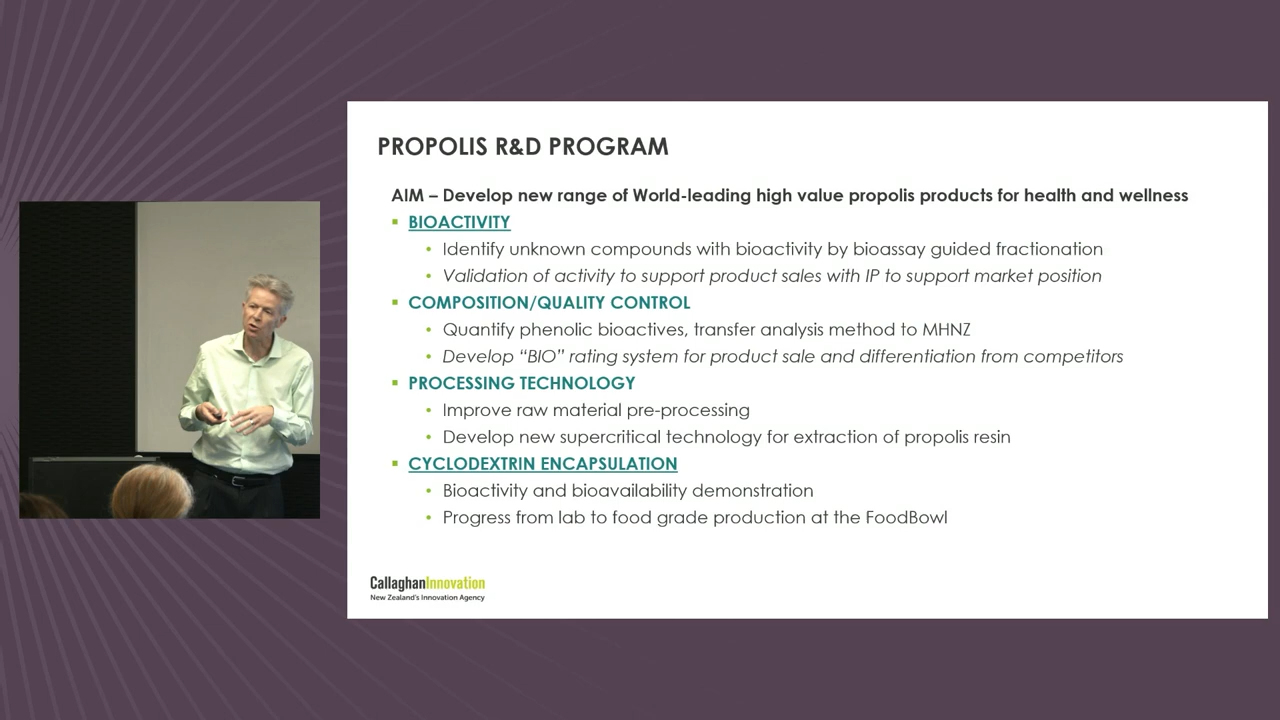 PROPOLIS R&D PROGRAM
AIM – Develop new range of World-leading high value propolis products for health and wellness
▪ BIOACTIVITY
• Identify unknown compounds with bioactivity by bioassay guided fractionation
• Validation of activity to support product sales with IP to support market position
▪ COMPOSITION/QUALITY CONTROL
• Quantify phenolic bioactives, transfer analysis method to MHNZ
• Develop “BIO” rating system for product sale and differentiation from competitors
▪ PROCESSING TECHNOLOGY
• Improve raw material pre-processing
• Develop new supercritical technology for extraction of propolis resin
▪ CYCLODEXTRIN ENCAPSULATION
• Bioactivity and bioavailability demonstration
• Progress from lab to food grade production at the FoodBowl
CallaghanInnovation
New Zealand's Innovation Agency